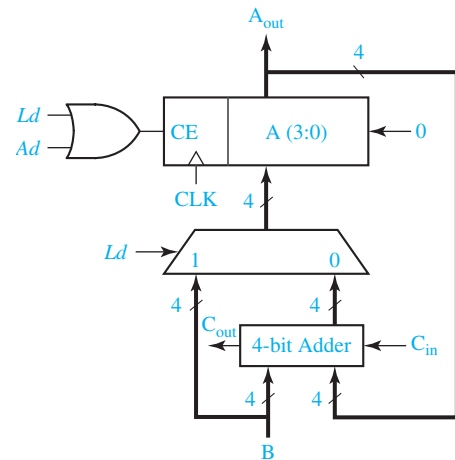 A_out
4
Ld
Ad
CE
A (3:0)
0
CLK
4
Ld
1
0
4
4
C_out
4-bit Adder
C_in
4
4
B